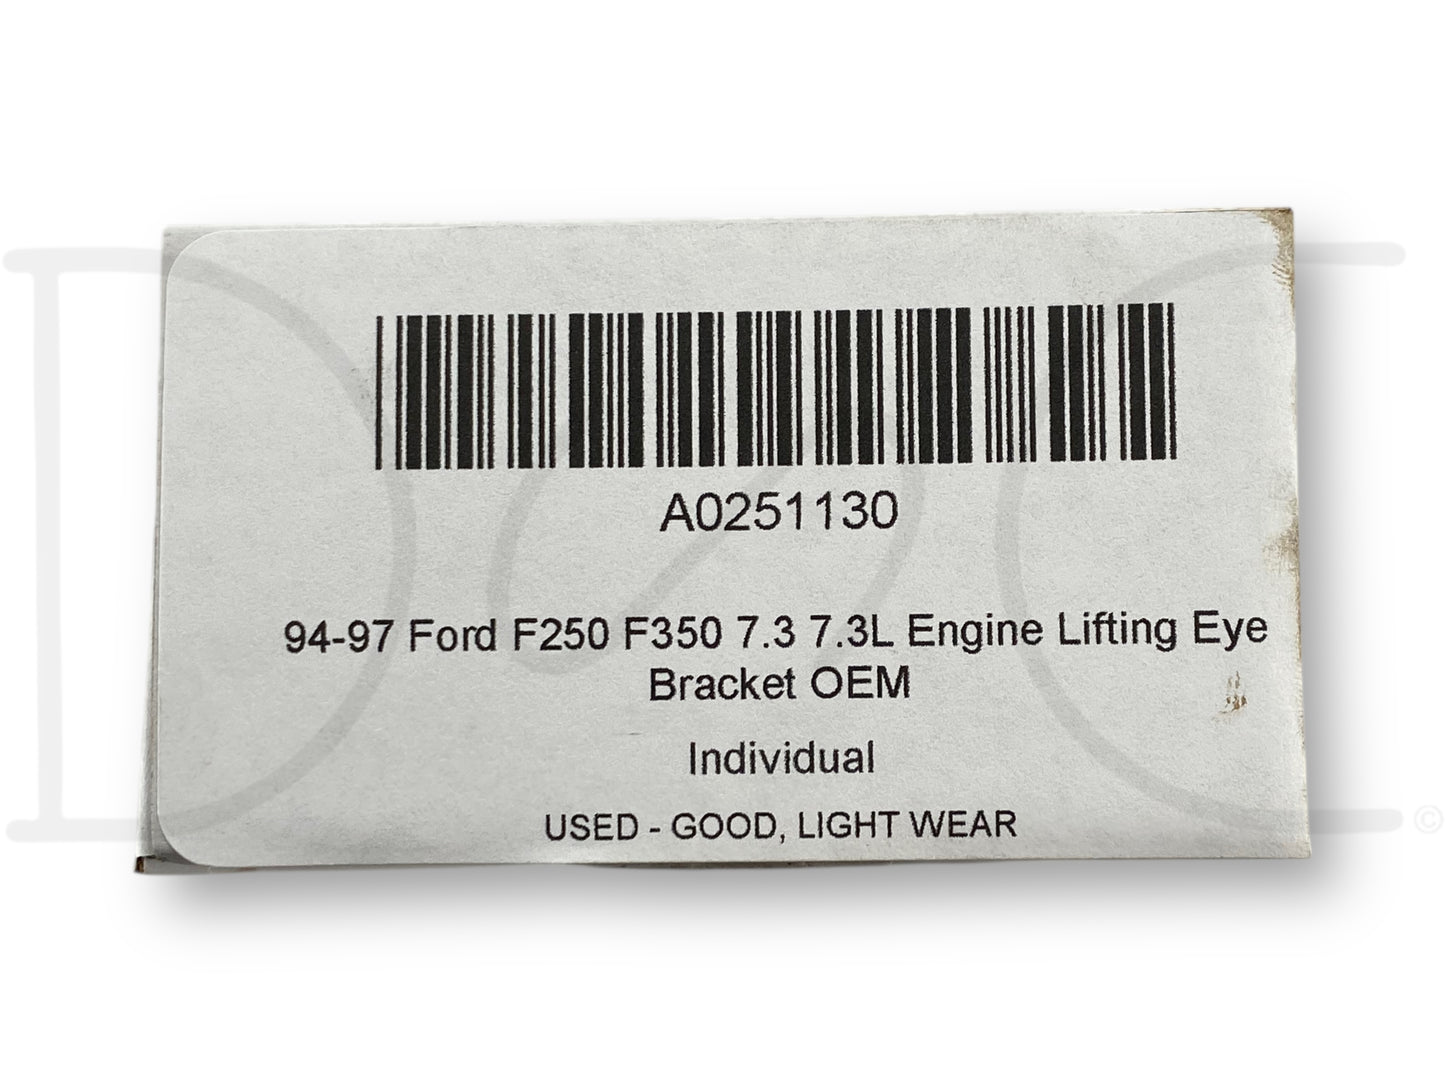 A0251130
94-97 Ford F250 F350 7.3 7.3L Engine Lifting Eye
Bracket OEM
Individual
USED - GOOD, LIGHT WEAR
©